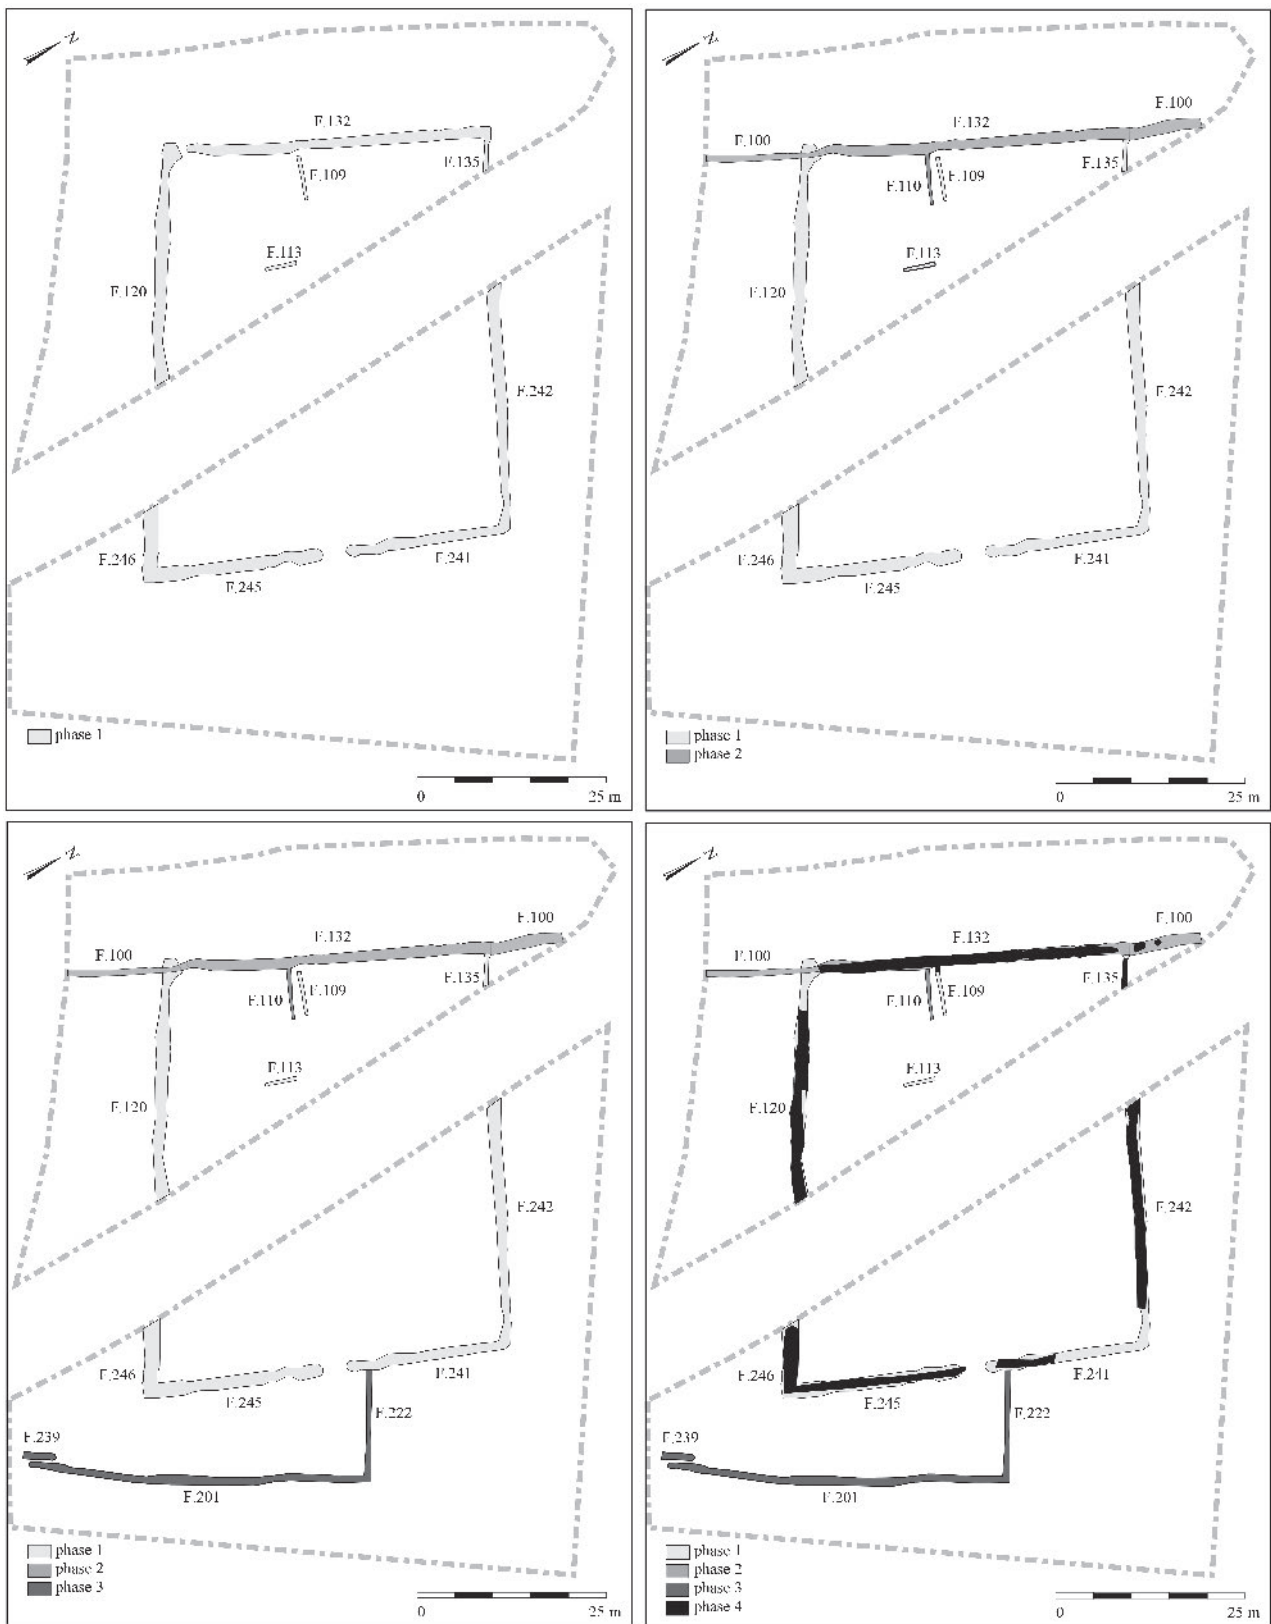 N
F.132
F.135
F.109
F.113
F.120
F.242
F.246
F.241
F.245
phase 1
0 25 m
N
F.100
F.132
F.100
F.135
F.109
F.110
F.113
F.120
F.242
F.246
F.241
F.245
phase 1
phase 2
0 25 m
N
F.100
F.132
F.100
F.135
F.109
F.110
F.113
F.120
F.242
F.246
F.241
F.245
F.222
F.239
F.201
phase 1
phase 2
phase 3
0 25 m
N
F.100
F.132
F.100
F.135
F.109
F.110
F.113
F.120
F.242
F.246
F.241
F.245
F.222
F.239
F.201
phase 1
phase 2
phase 3
phase 4
0 25 m